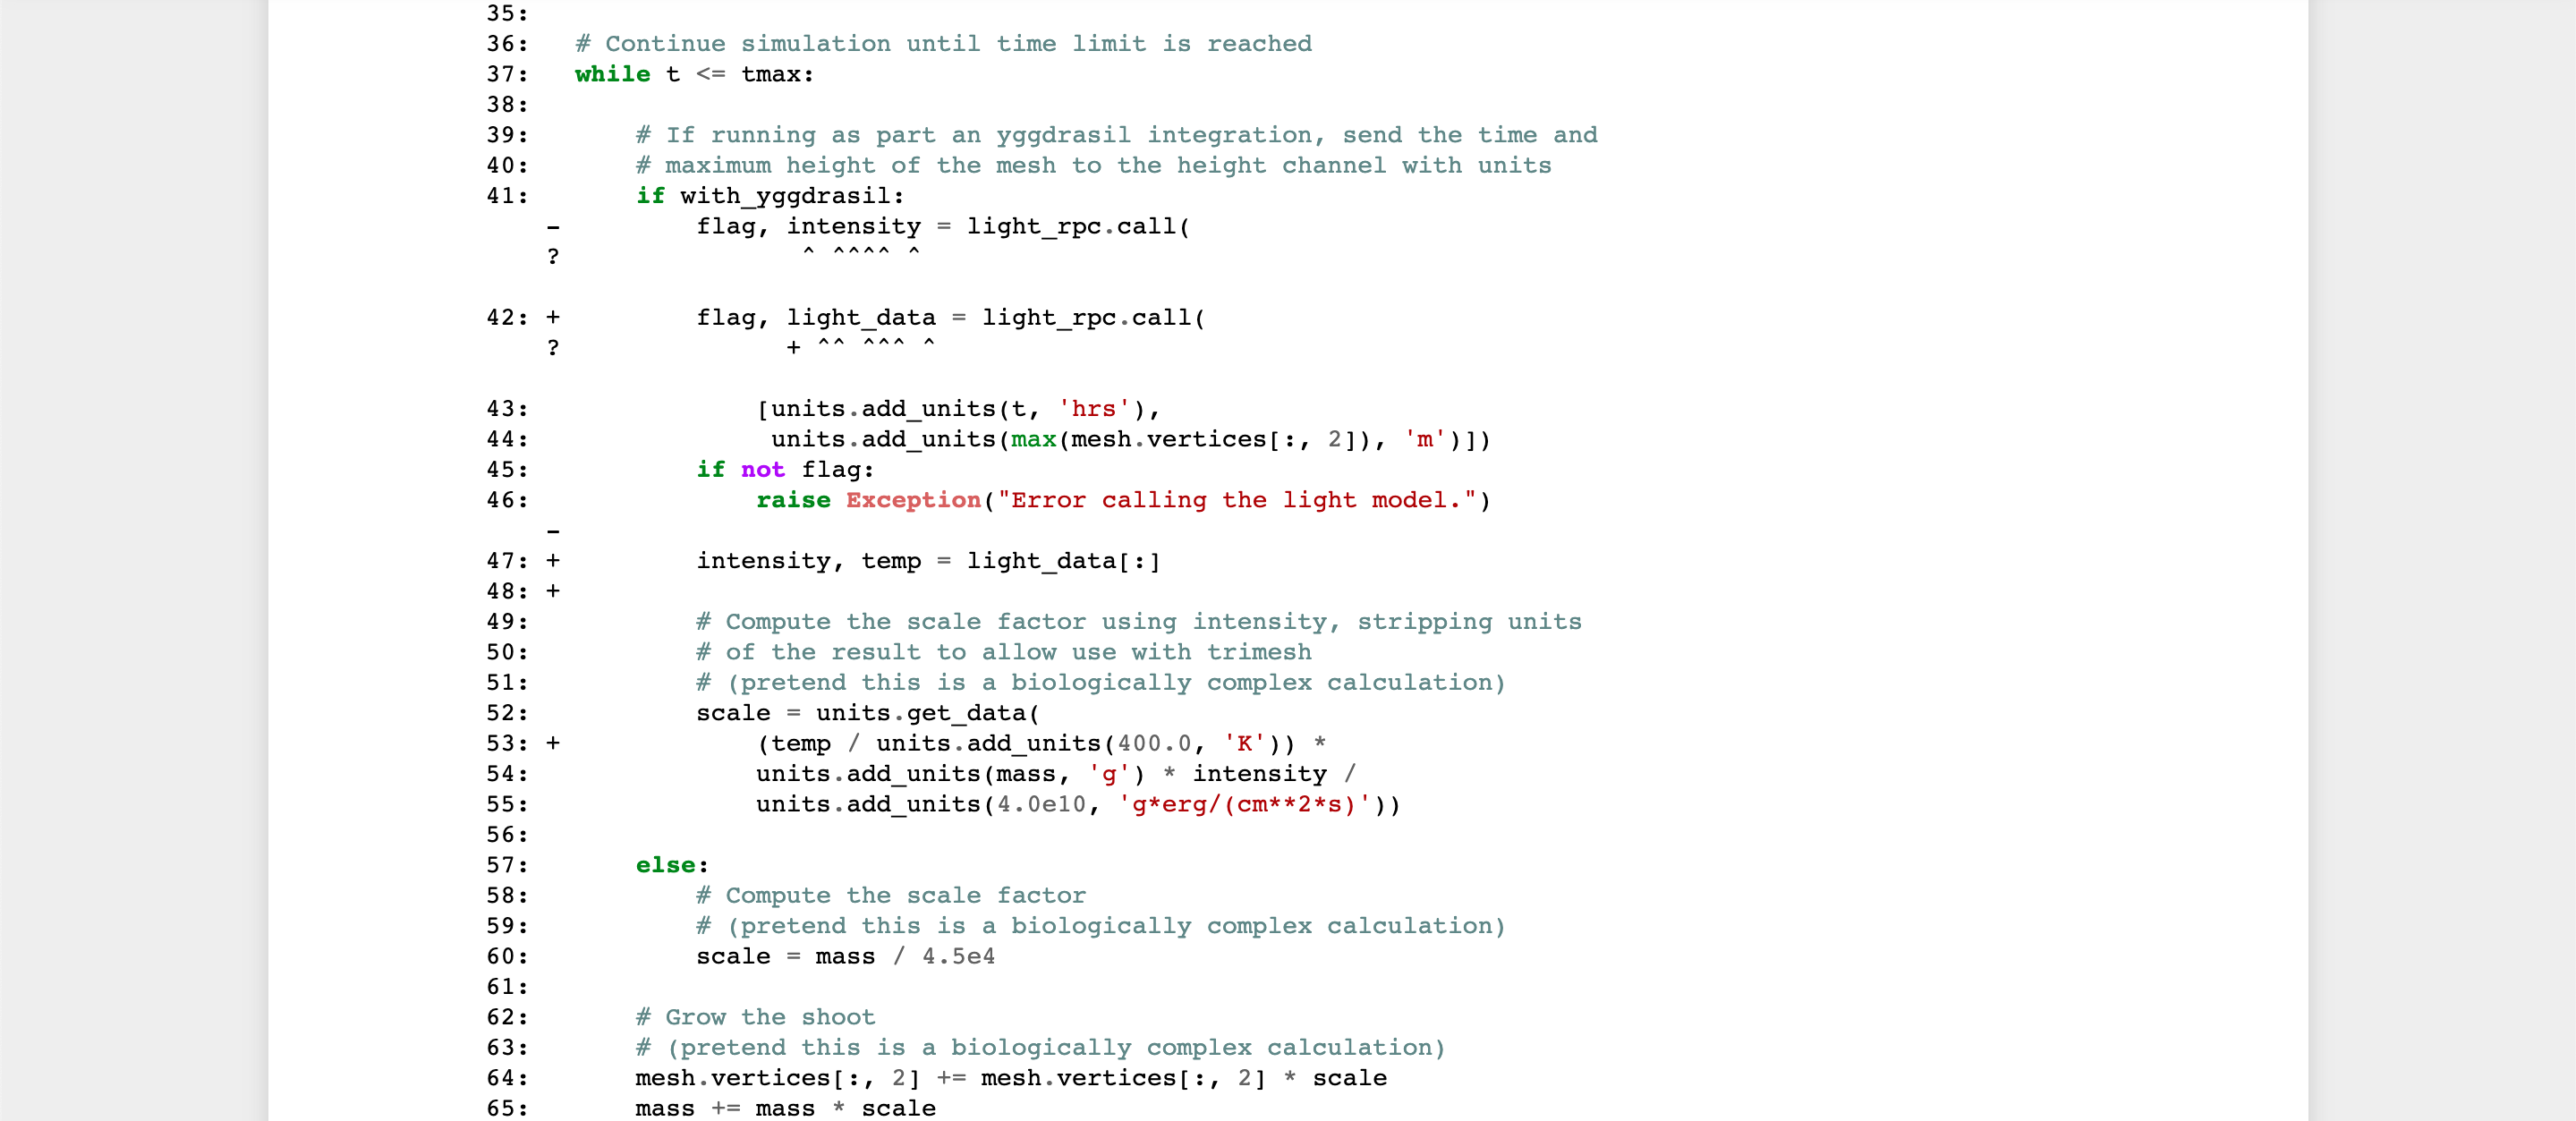 35:
36:   # Continue simulation until time limit is reached
37:   while t <= tmax:
38:
39:       # If running as part an yggdrasil integration, send the time and
40:       # maximum height of the mesh to the height channel with units
41:       if with_yggdrasil:
    -         flag, intensity = light_rpc.call(
    ?                ^ ^^^^ ^
42: +         flag, light_data = light_rpc.call(
    ?               + ^^ ^^^ ^
43:               [units.add_units(t, 'hrs'),
44:                units.add_units(max(mesh.vertices[:, 2]), 'm')])
45:           if not flag:
46:               raise Exception("Error calling the light model.")
    -
47: +         intensity, temp = light_data[:]
48: +
49:           # Compute the scale factor using intensity, stripping units
50:           # of the result to allow use with trimesh
51:           # (pretend this is a biologically complex calculation)
52:           scale = units.get_data(
53: +             (temp / units.add_units(400.0, 'K')) *
54:               units.add_units(mass, 'g') * intensity /
55:               units.add_units(4.0e10, 'g*erg/(cm**2*s)'))
56:
57:       else:
58:           # Compute the scale factor
59:           # (pretend this is a biologically complex calculation)
60:           scale = mass / 4.5e4
61:
62:       # Grow the shoot
63:       # (pretend this is a biologically complex calculation)
64:       mesh.vertices[:, 2] += mesh.vertices[:, 2] * scale
65:       mass += mass * scale